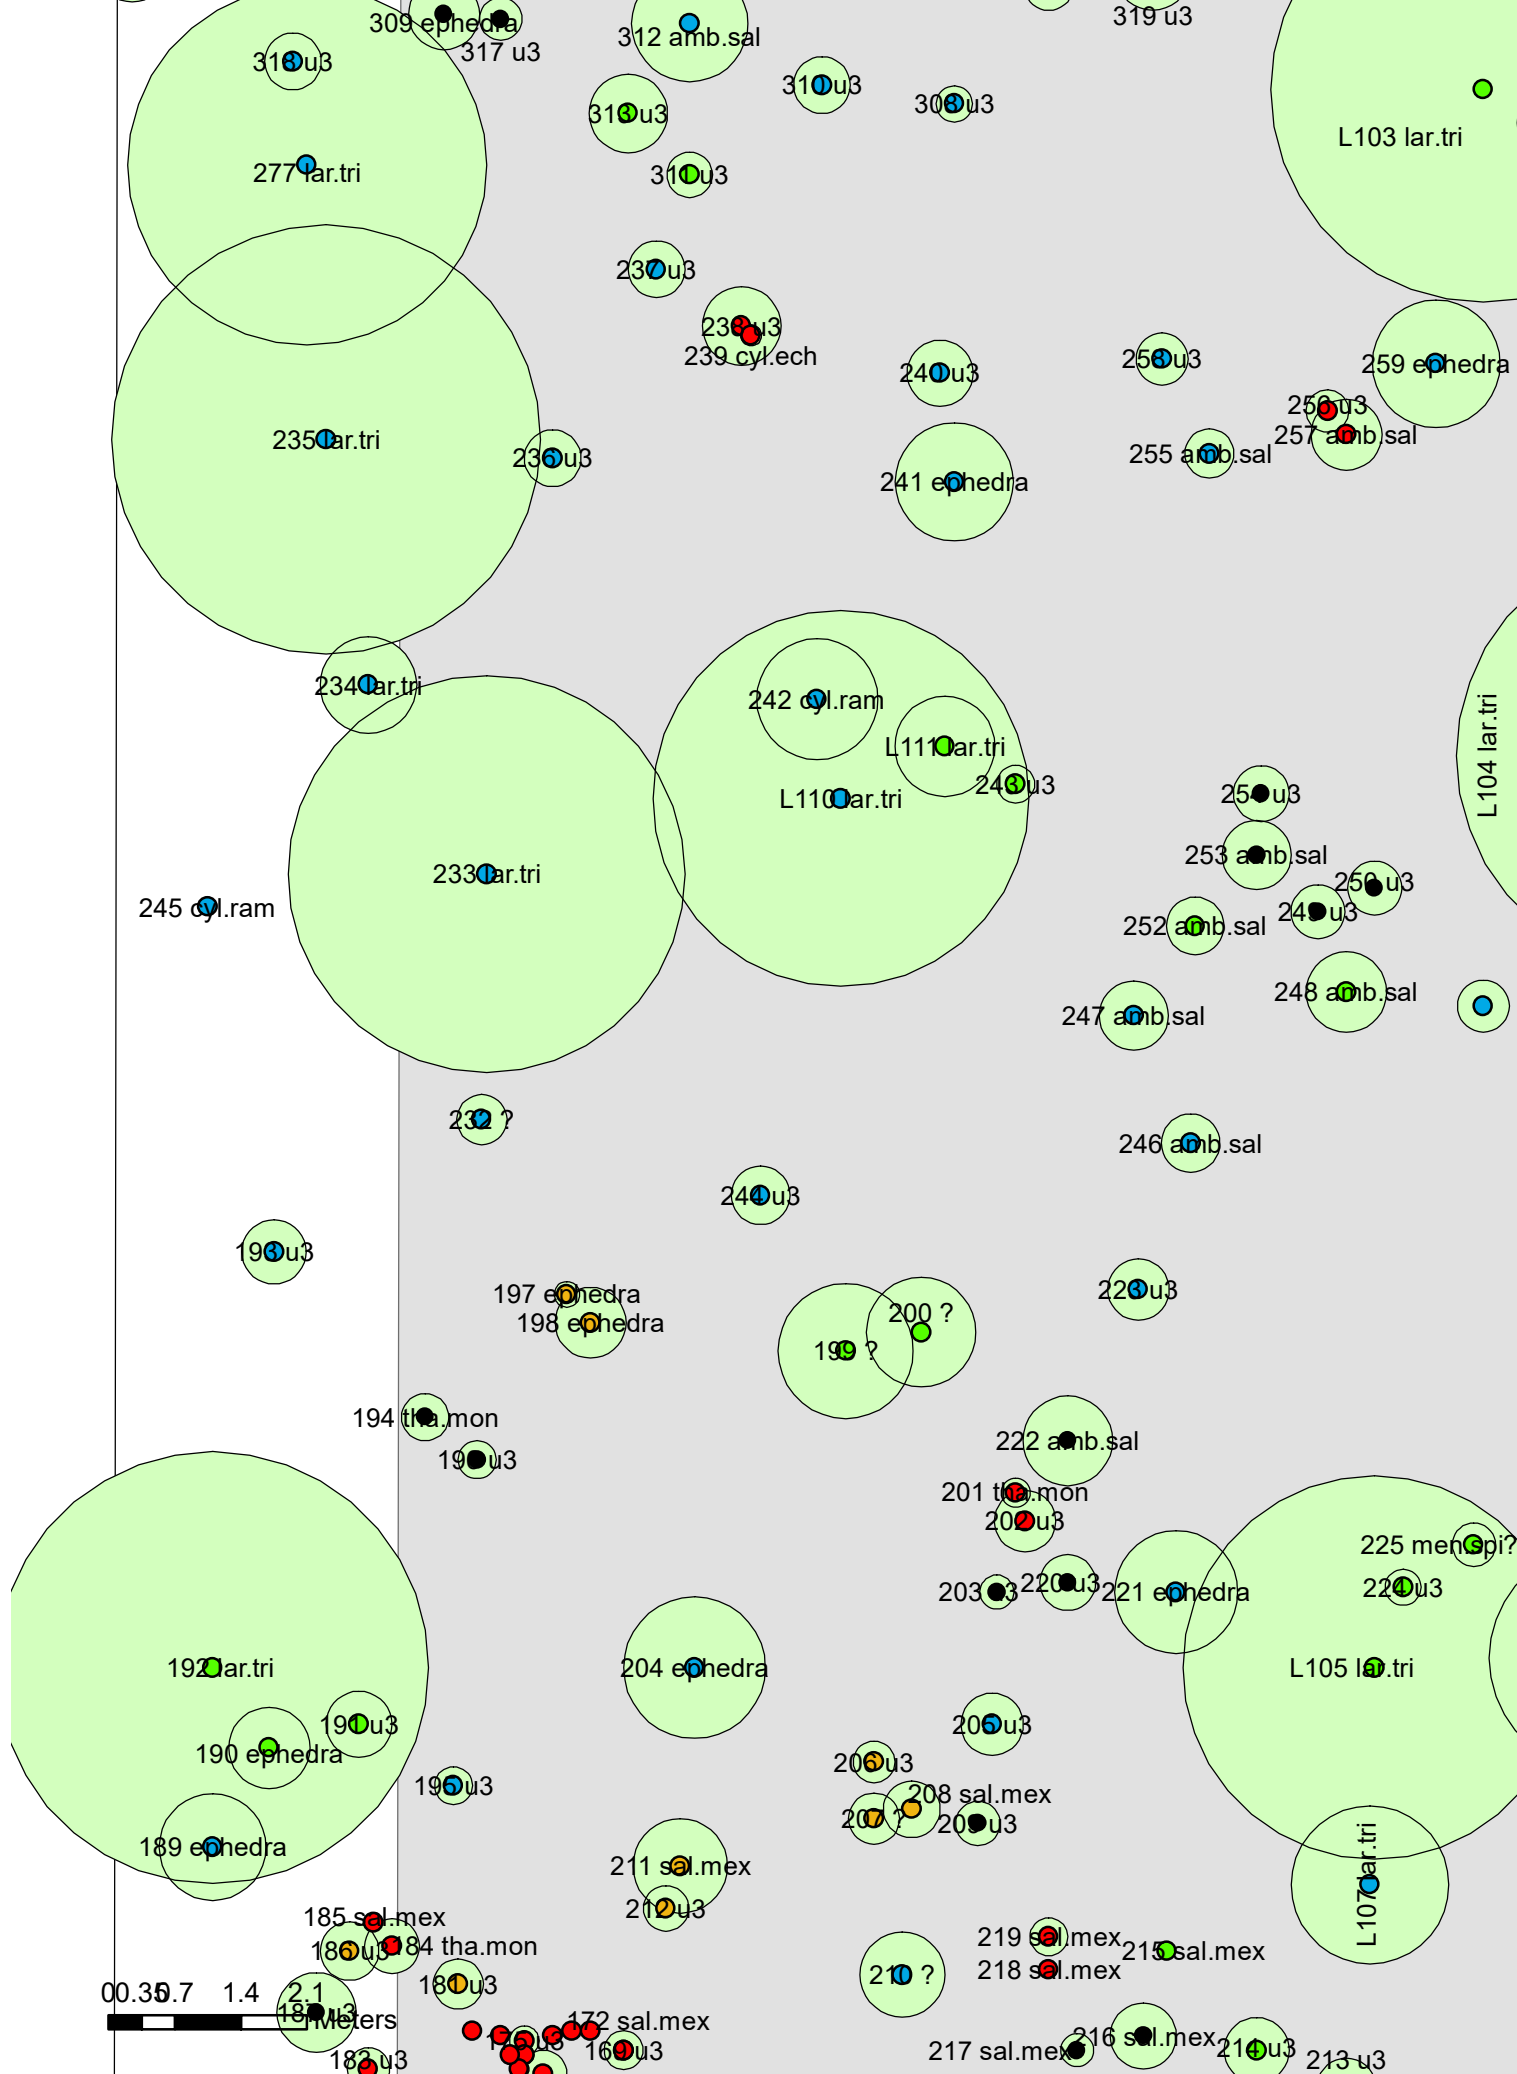 309 ephedra
319 u3
312 amb.sal
317 u3
318 u3
310 u3
308 u3
313 u3
L103 lar.tri
277 lar.tri
311 u3
237 u3
238 u3
239 cyl.ech
240 u3
258 u3
259 ephedra
256 u3
257 amb.sal
235 lar.tri
236 u3
255 amb.sal
241 ephedra
234 lar.tri
242 cyl.ram
L111 lar.tri
L104 lar.tri
243 u3
L110 lar.tri
254 u3
253 amb.sal
233 lar.tri
250 u3
245 cyl.ram
249 u3
252 amb.sal
248 amb.sal
247 amb.sal
232 ?
246 amb.sal
244 u3
193 u3
197 ephedra
223 u3
198 ephedra
200 ?
199 ?
194 tha.mon
222 amb.sal
u3
201 tha.mon
202 u3
225 men.spi?
203 u3
220 u3
221 ephedra
224 u3
192 lar.tri
204 ephedra
L105 lar.tri
191 u3
205 u3
190 ephedra
206 u3
195 u3
208 sal.mex
207 ?
209 u3
189 ephedra
211 sal.mex
L107 lar.tri
212 u3
185 sal.mex
184 tha.mon
186 u3
219 sal.mex
215 sal.mex
218 sal.mex
210 ?
181 u3
0 0.35 0.7 1.4 2.1
187 u3
Meters
172 sal.mex
u3
169 u3
216 sal.mex
217 sal.mex
214 u3
183 u3
213 u3